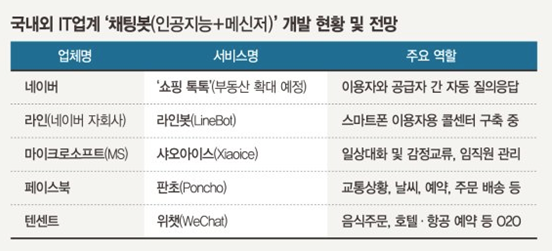 국내외 IT업계 ‘채팅봇(인공지능+메신저)’ 개발 현황 및 전망
업체명 서비스명 주요 역할
네이버 ‘쇼핑 톡톡’(부동산 확대 예정) 이용자와 공급자 간 자동 질의응답
라인(네이버 자회사) 라인봇(LineBot) 스마트폰 이용자용 콜센터 구축 중
마이크로소프트(MS) 샤오아이스(Xiaoice) 일상대화 및 감정교류, 임직원 관리
페이스북 판초(Poncho) 교통상황, 날씨, 예약, 주문 배송 등
텐센트 위챗(WeChat) 음식주문, 호텔·항공 예약 등 O2O